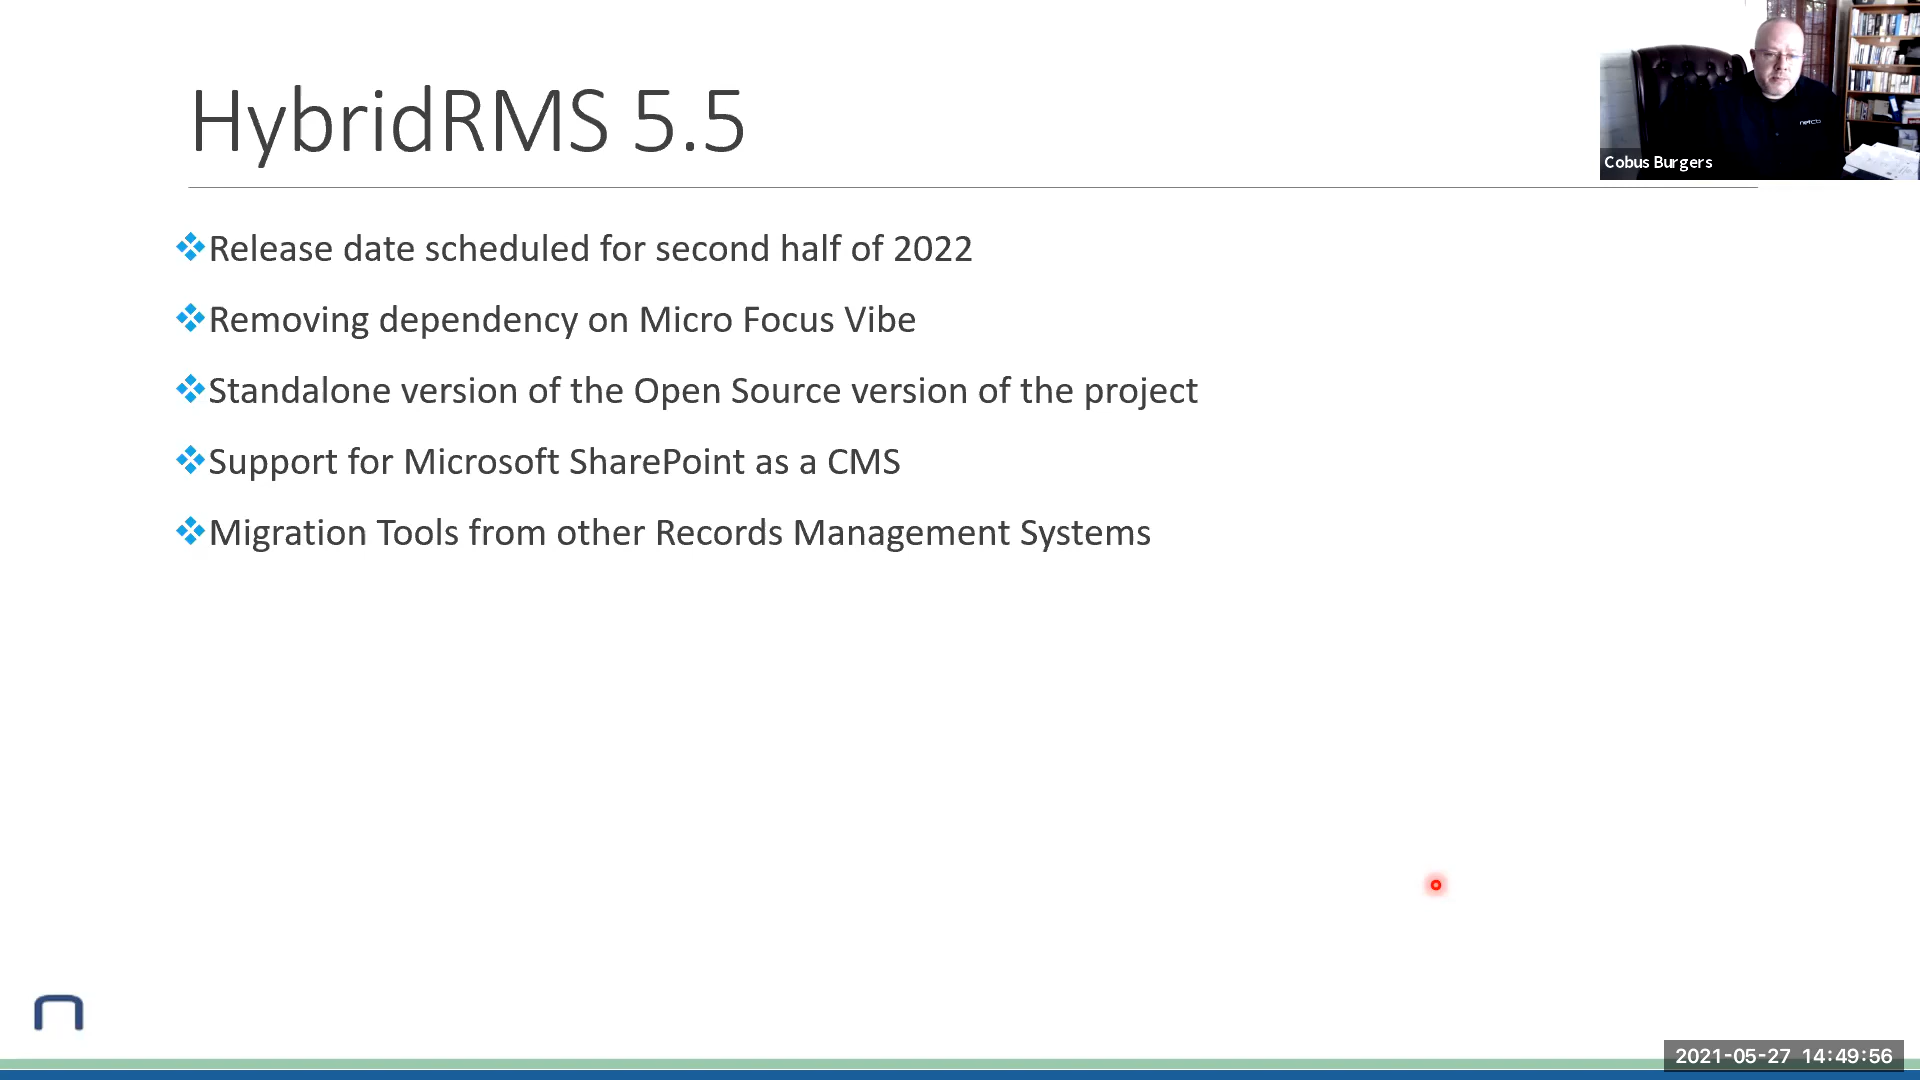 HybridRMS 5.5
Cobus Burgers
Release date scheduled for second half of 2022
Removing dependency on Micro Focus Vibe
Standalone version of the Open Source version of the project
Support for Microsoft SharePoint as a CMS
Migration Tools from other Records Management Systems
2021-05-27 14:49:56